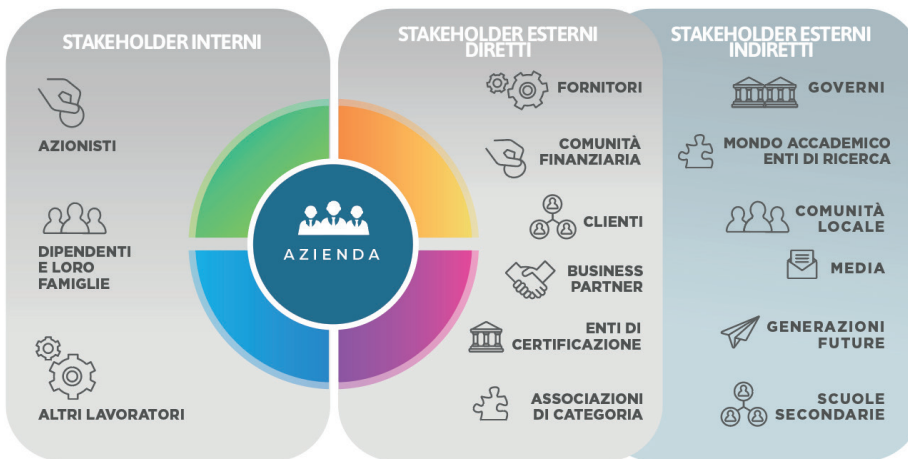 STAKEHOLDER INTERNI
AZIONISTI
DIPENDENTI
E LORO
FAMIGLIE
ALTRI LAVORATORI
AZIENDA
STAKEHOLDER ESTERNI
DIRETTI
FORNITORI
COMUNITÀ
FINANZIARIA
CLIENTI
BUSINESS
PARTNER
ENTI DI
CERTIFICAZIONE
ASSOCIAZIONI
DI CATEGORIA
STAKEHOLDER ESTERNI
INDIRETTI
GOVERNI
MONDO ACCADEMICO
ENTI DI RICERCA
COMUNITÀ
LOCALE
MEDIA
GENERAZIONI
FUTURE
SCUOLE
SECONDARIE